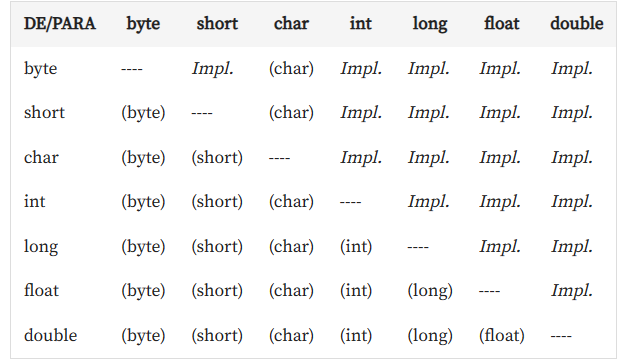 DE/PARA byte short char int long float double
byte ---- Impl. (char) Impl. Impl. Impl. Impl.
short (byte) ---- (char) Impl. Impl. Impl. Impl.
char (byte) (short) ---- Impl. Impl. Impl. Impl.
int (byte) (short) (char) ---- Impl. Impl. Impl.
long (byte) (short) (char) (int) ---- Impl. Impl.
float (byte) (short) (char) (int) (long) ---- Impl.
double (byte) (short) (char) (int) (long) (float) ----